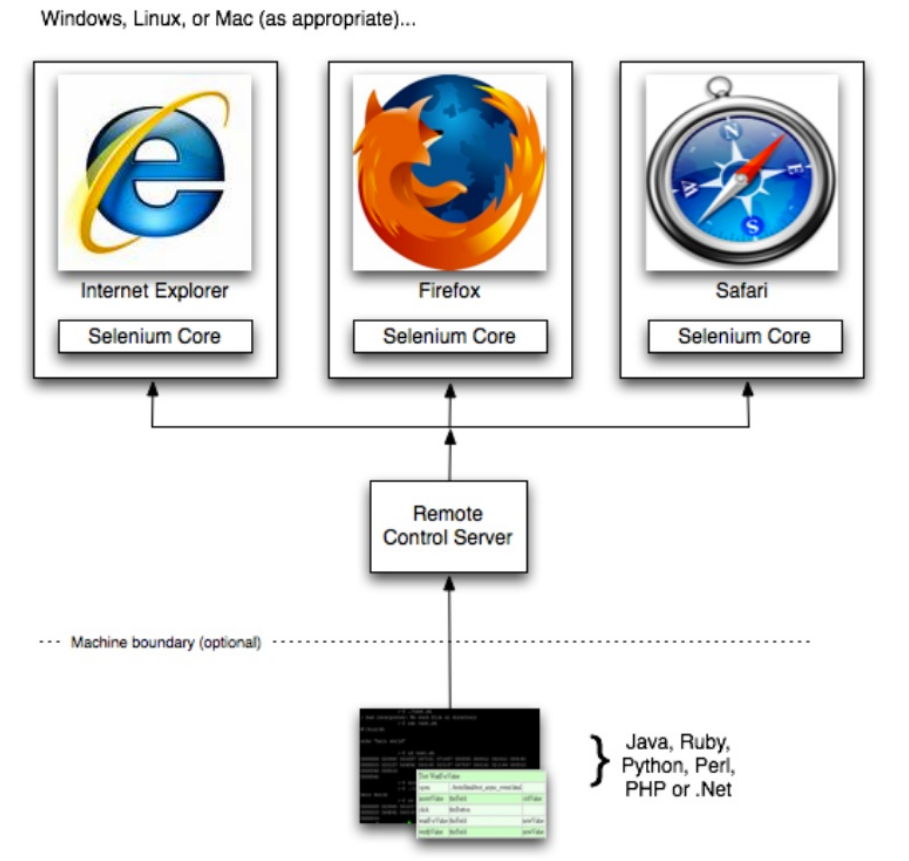 Windows, Linux, or Mac (as appropriate)...
e
N
E
W
S
Internet Explorer
Firefox
Safari
Selenium Core
Selenium Core
Selenium Core
Remote
Control Server
Machine boundary (optional)
Java, Ruby,
Python, Perl,
PHP or .Net